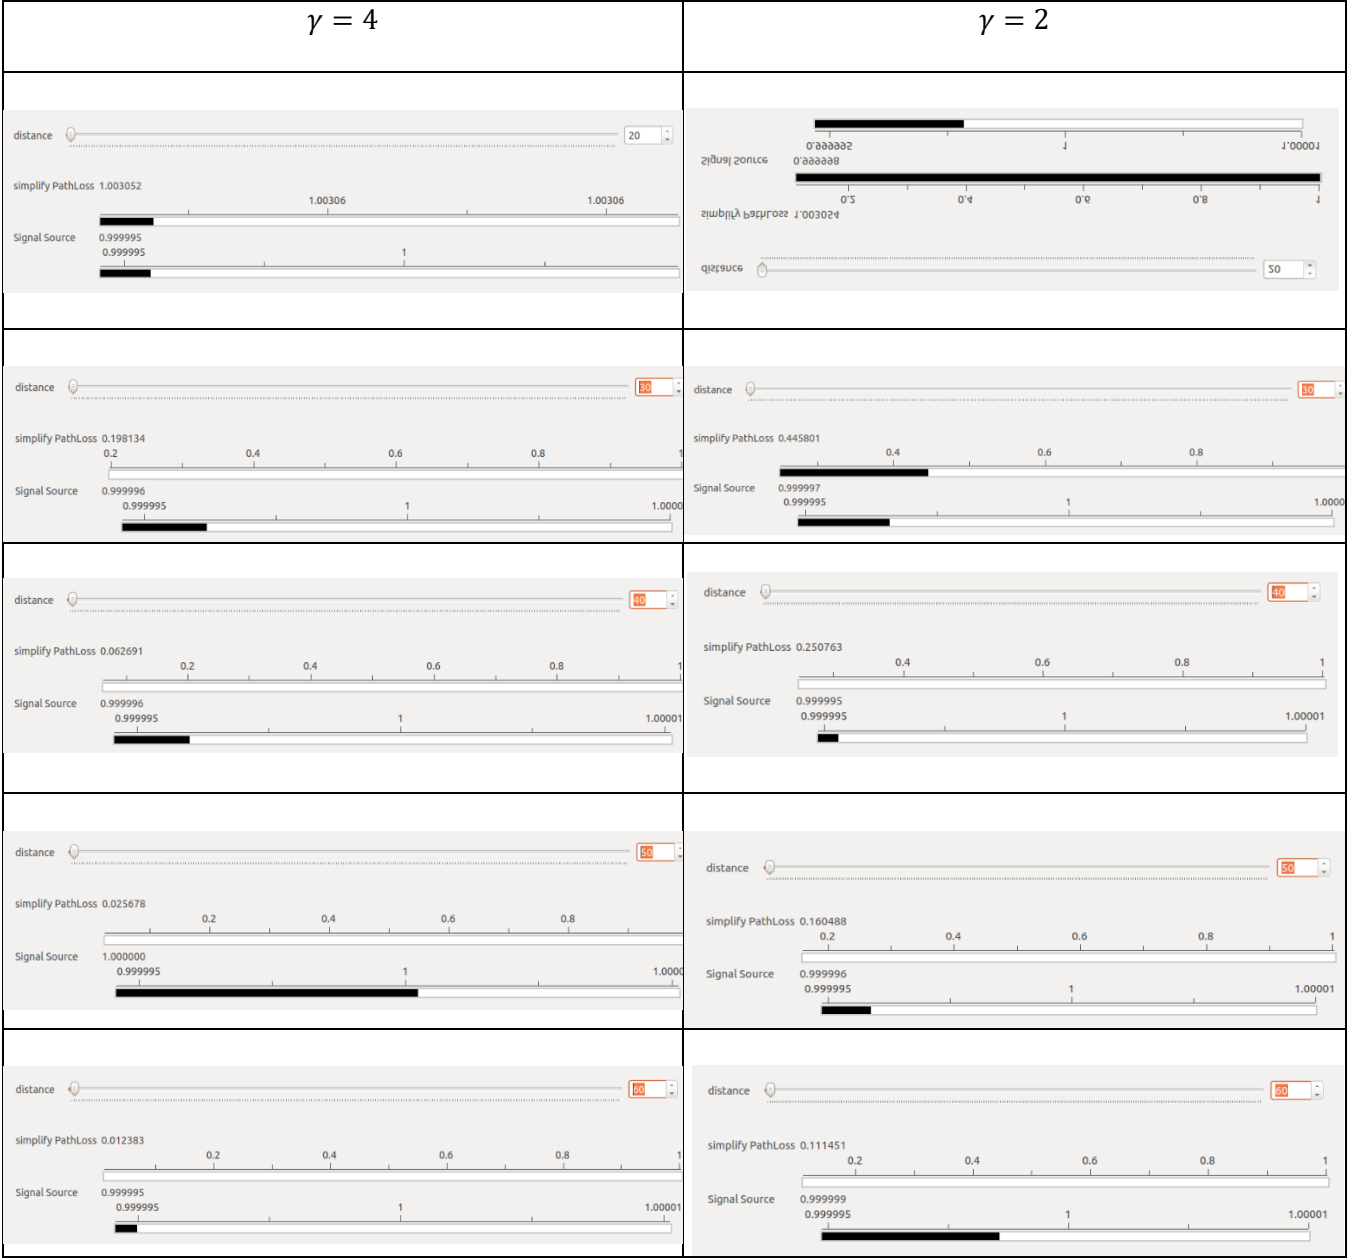 γ = 4
γ = 2
distance 20
simplify PathLoss 1.003052
1.00306 1.00306
Signal Source 0.999995
0.999995 1
0.999995 1 1.00001
Signal Source 0.999998
0.2 0.4 0.6 0.8 1
simplify PathLoss 1.003054
distance 20
distance 30
simplify PathLoss 0.198134
0.2 0.4 0.6 0.8 1
Signal Source 0.999996
0.999995 1 1.0000
distance 30
simplify PathLoss 0.445801
0.4 0.6 0.8
Signal Source 0.999997
0.999995 1 1.0000
distance 40
simplify PathLoss 0.062691
0.2 0.4 0.6 0.8 1
Signal Source 0.999996
0.999995 1 1.00001
distance 40
simplify PathLoss 0.250763
0.4 0.6 0.8 1
Signal Source 0.999995
0.999995 1 1.00001
distance 50
simplify PathLoss 0.025678
0.2 0.4 0.6 0.8
Signal Source 1.000000
0.999995 1 1.0000
distance 50
simplify PathLoss 0.160488
0.2 0.4 0.6 0.8 1
Signal Source 0.999996
0.999995 1 1.00001
distance 60
simplify PathLoss 0.012383
0.2 0.4 0.6 0.8 1
Signal Source 0.999995
0.999995 1 1.00001
distance 60
simplify PathLoss 0.111451
0.2 0.4 0.6 0.8 1
Signal Source 0.999999
0.999995 1 1.00001